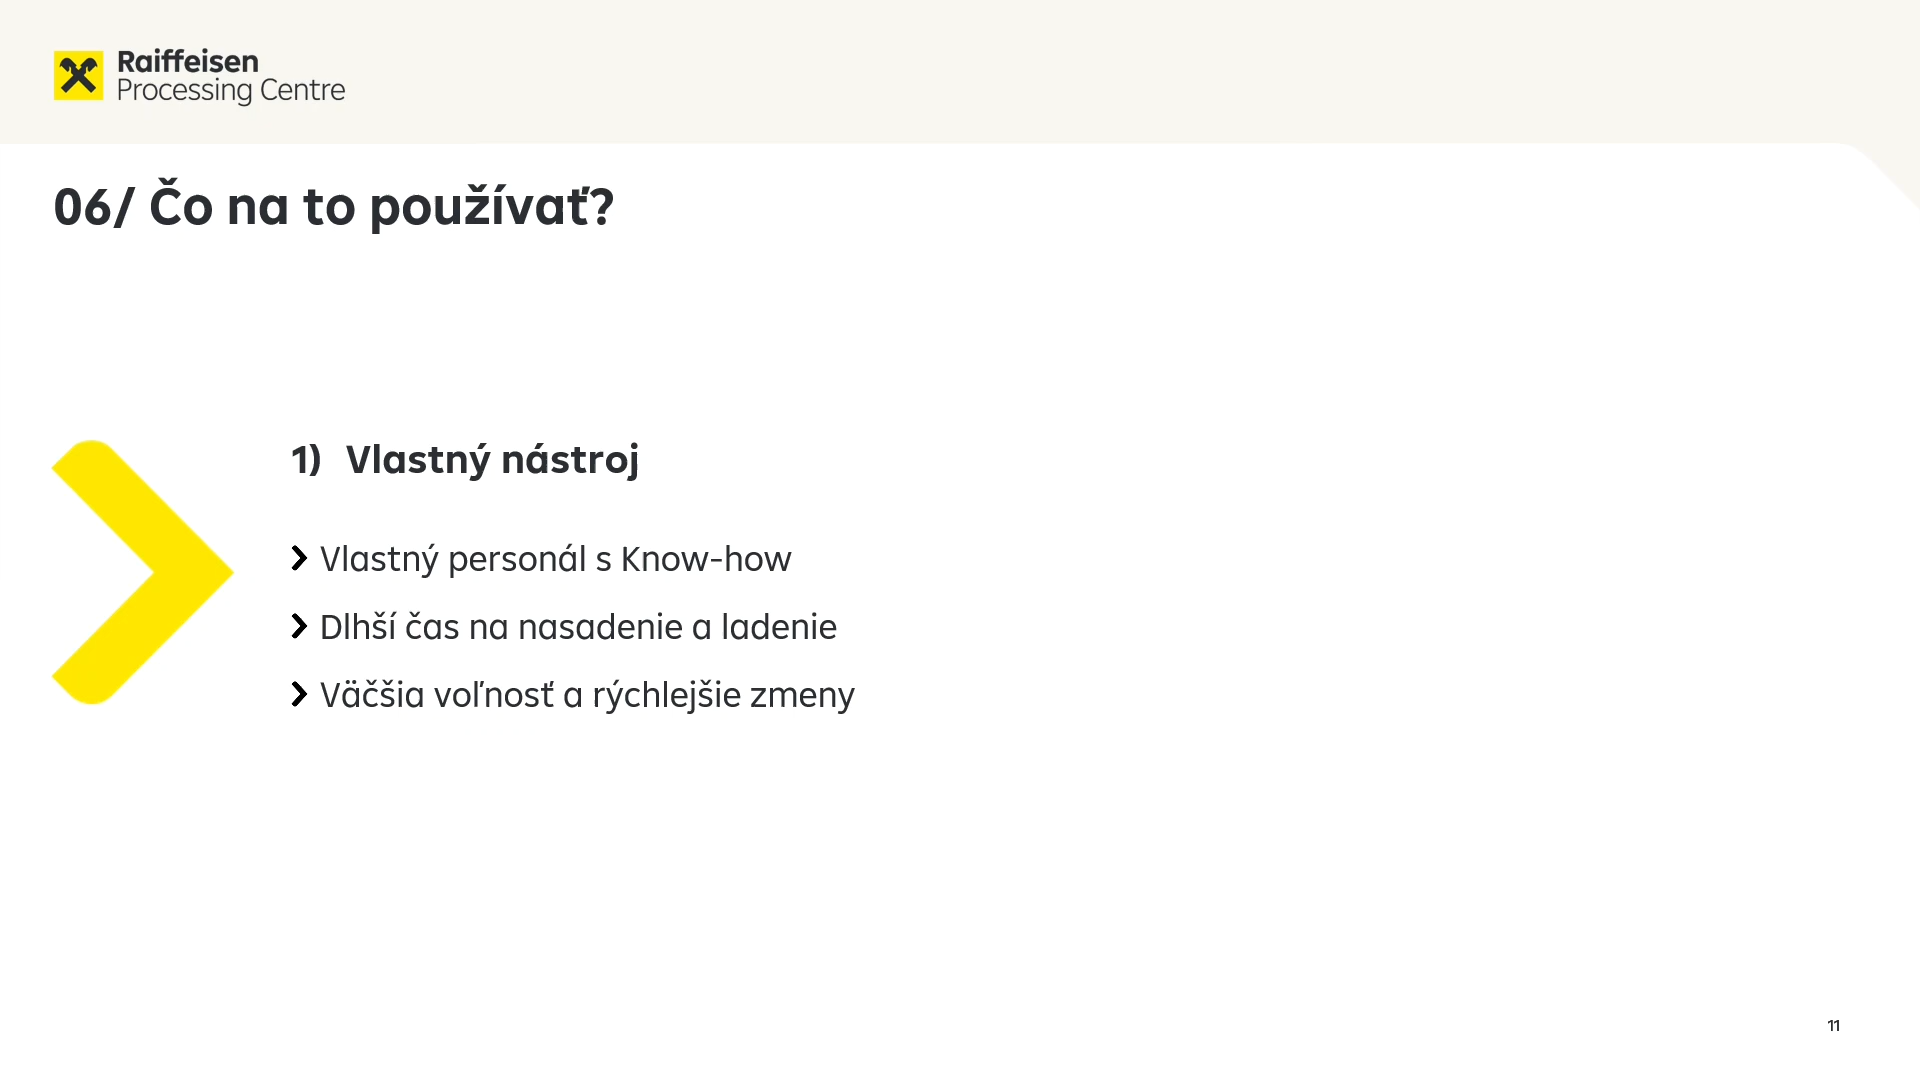 Raiffeisen
Processing Centre
06/ Čo na to používať?
1) Vlastný nástroj
Vlastný personál s Know-how
Dlhší čas na nasadenie a ladenie
Väčšia voľnosť a rýchlejšie zmeny
11